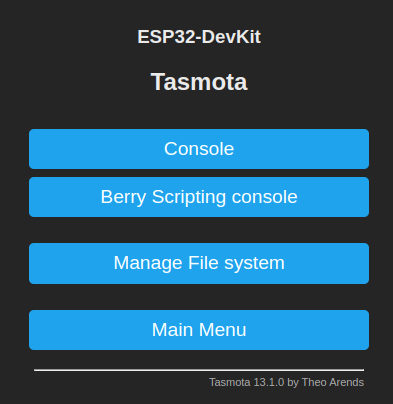 ESP32-DevKit
Tasmota
Console
Berry Scripting console
Manage File system
Main Menu
Tasmota 13.1.0 by Theo Arends